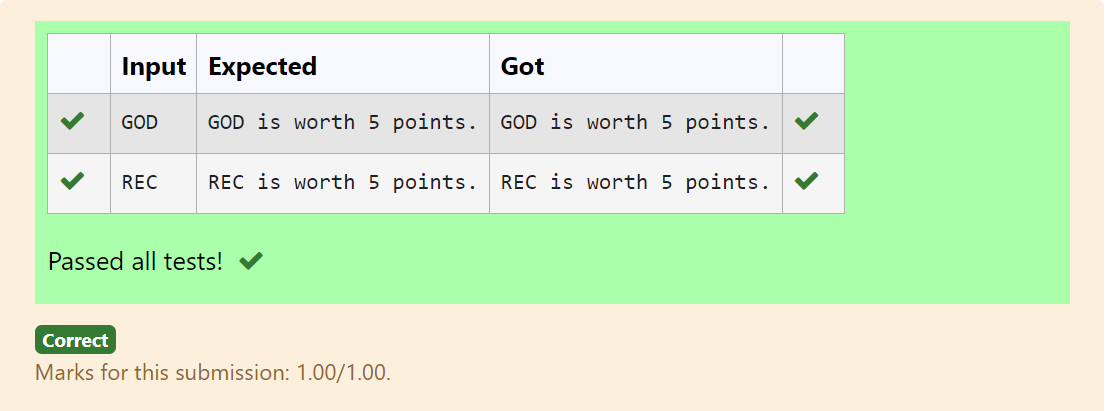 Input Expected Got
GOD GOD is worth 5 points. GOD is worth 5 points.
REC REC is worth 5 points. REC is worth 5 points.
Passed all tests!
Correct
Marks for this submission: 1.00/1.00.